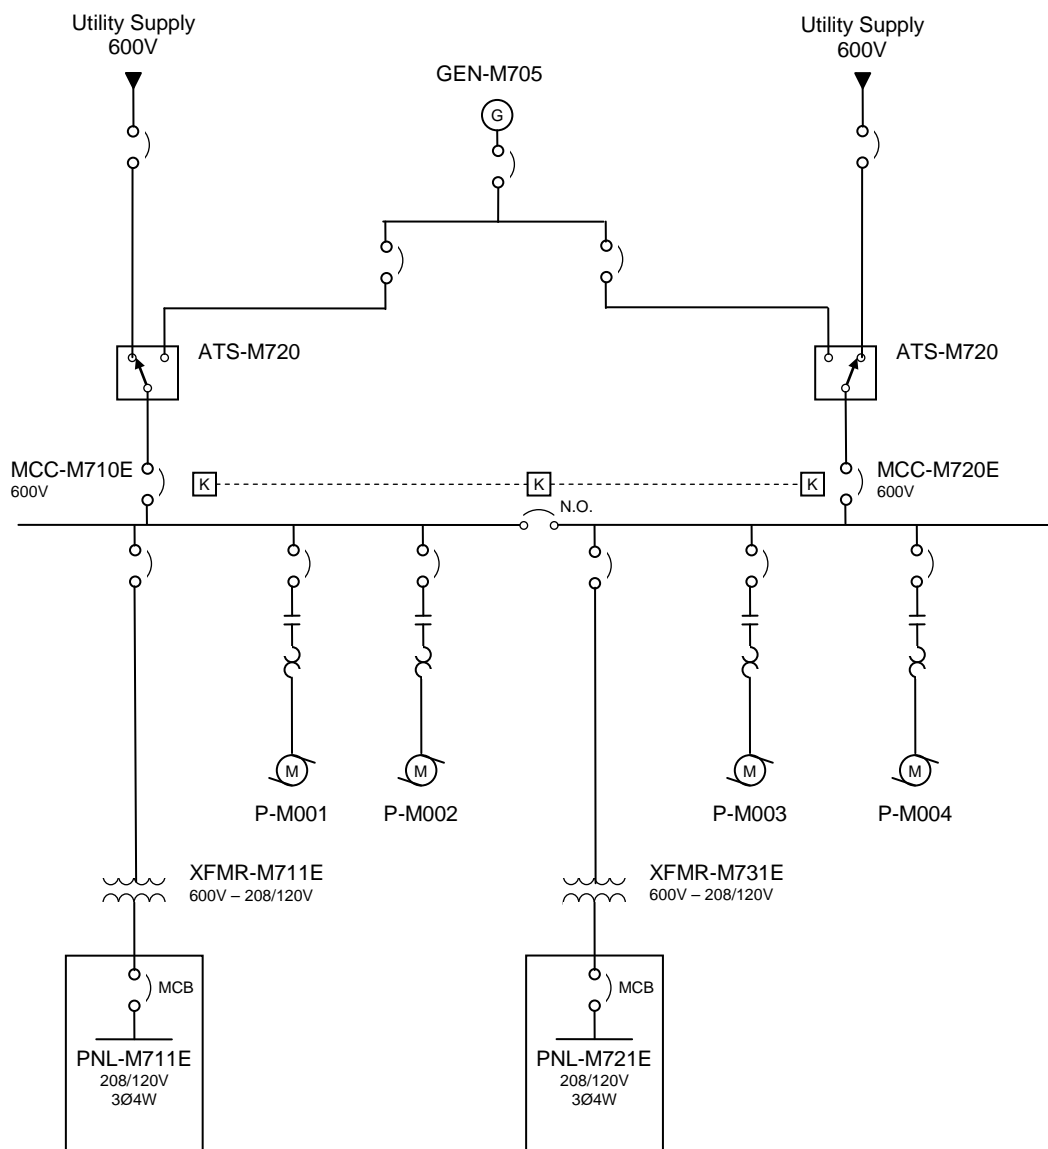 Utility Supply
600V
Utility Supply
600V
GEN-M705
G
ATS-M720
ATS-M720
MCC-M710E
600V
K
K
K
MCC-M720E
600V
N.O.
M
M
M
M
P-M001
P-M002
P-M003
P-M004
XFMR-M711E
600V – 208/120V
XFMR-M731E
600V – 208/120V
MCB
MCB
PNL-M711E
208/120V
3Ø4W
PNL-M721E
208/120V
3Ø4W